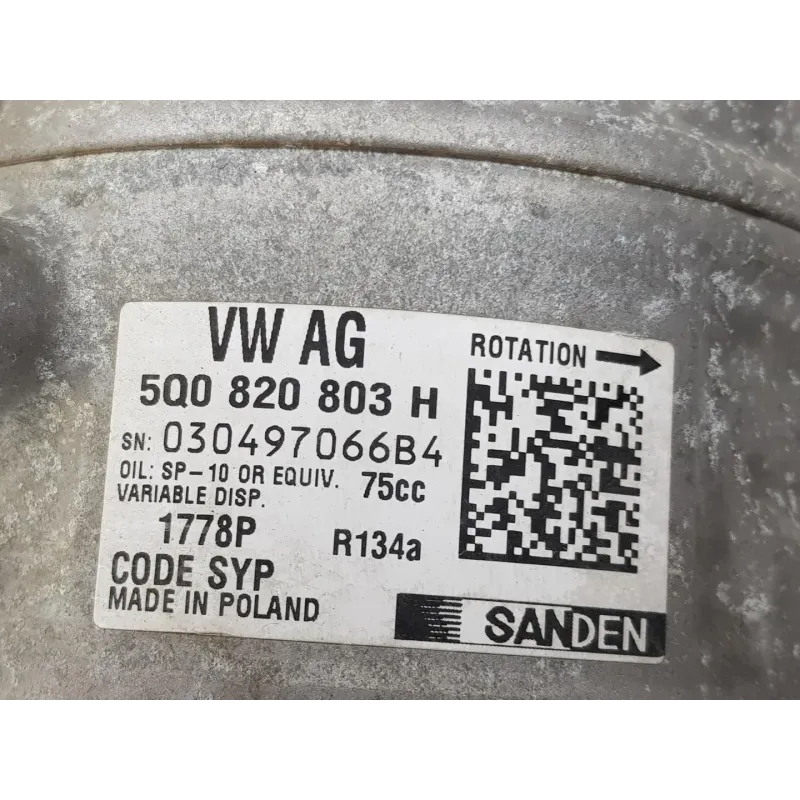 VW AG
ROTATION
5Q0 820 803 H
SN: 030497066B4
OIL: SP-10 OR EQUIV. 75cc
VARIABLE DISP.
1778P R134a
CODE SYP
MADE IN POLAND
SANDEN